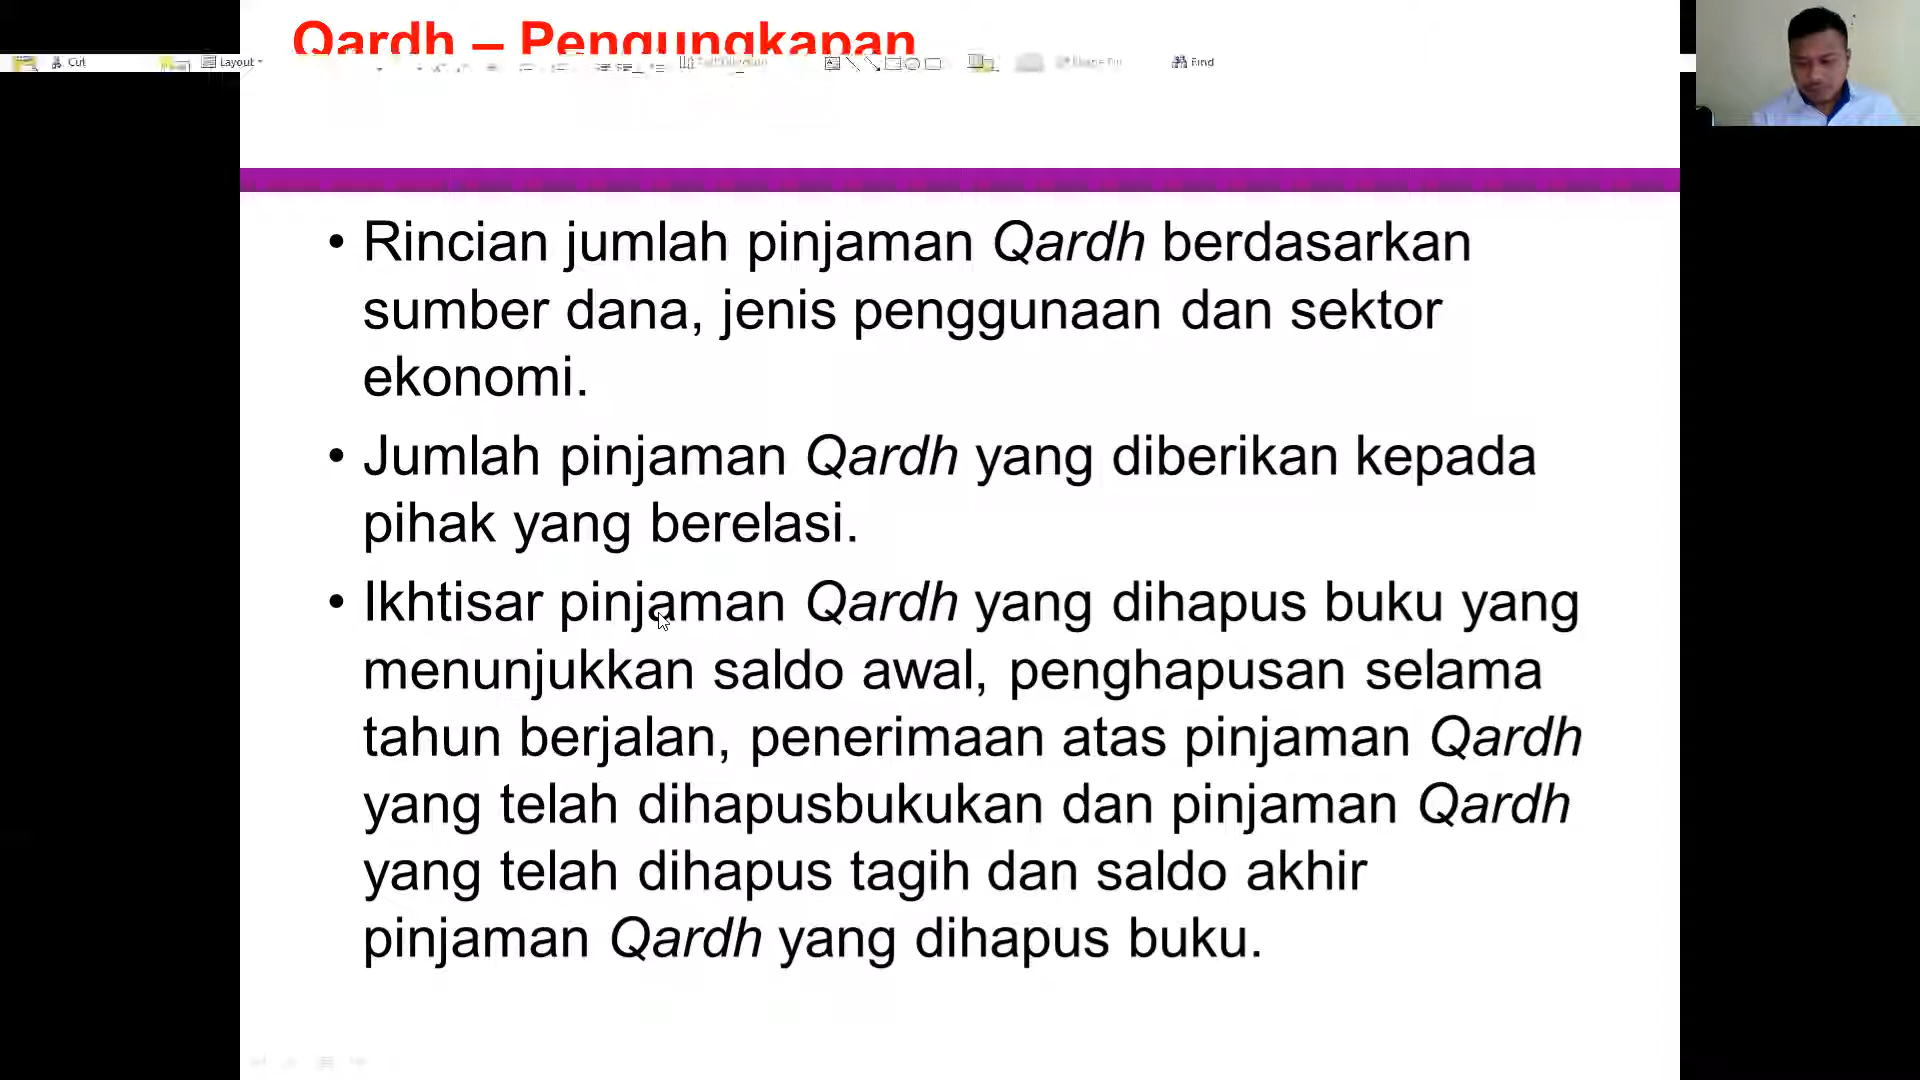 Qardh – Pengungkapan
Cut
Layout
Find
• Rincian jumlah pinjaman Qardh berdasarkan
sumber dana, jenis penggunaan dan sektor
ekonomi.
• Jumlah pinjaman Qardh yang diberikan kepada
pihak yang berelasi.
• Ikhtisar pinjaman Qardh yang dihapus buku yang
menunjukkan saldo awal, penghapusan selama
tahun berjalan, penerimaan atas pinjaman Qardh
yang telah dihapusbukukan dan pinjaman Qardh
yang telah dihapus tagih dan saldo akhir
pinjaman Qardh yang dihapus buku.